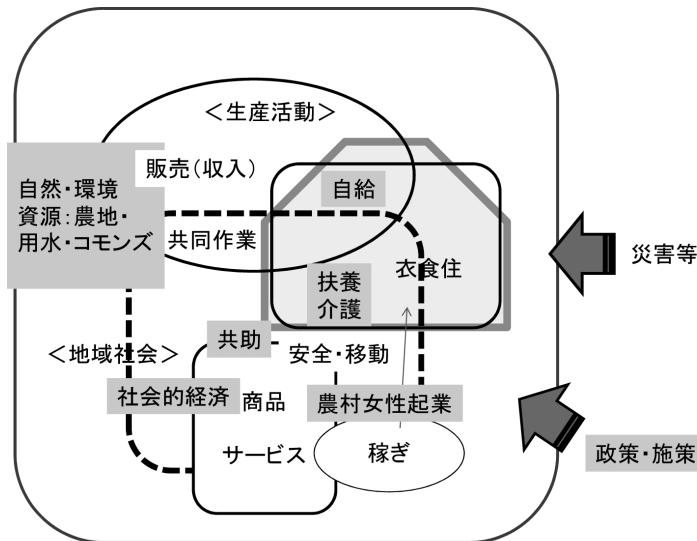 ＜生産活動＞
販売(収入)
自然・環境
資源:農地・
用水・コモンズ
自給
共同作業
衣食住
災害等
扶養
介護
共助
安全・移動
＜地域社会＞
社会的経済
商品
農村女性起業
サービス
稼ぎ
政策・施策